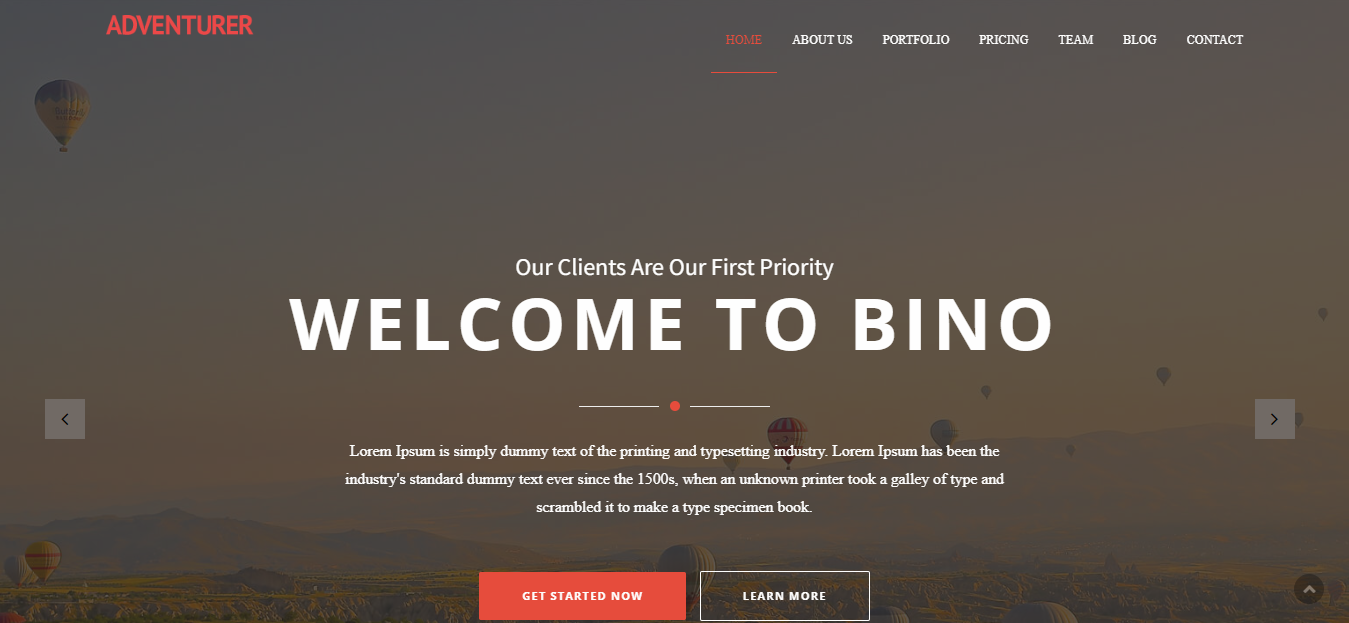 ADVENTURER
HOME ABOUT US PORTFOLIO PRICING TEAM BLOG CONTACT
Our Clients Are Our First Priority
WELCOME TO BINO
Lorem Ipsum is simply dummy text of the printing and typesetting industry. Lorem Ipsum has been the
industry's standard dummy text ever since the 1500s, when an unknown printer took a galley of type and
scrambled it to make a type specimen book.
GET STARTED NOW LEARN MORE